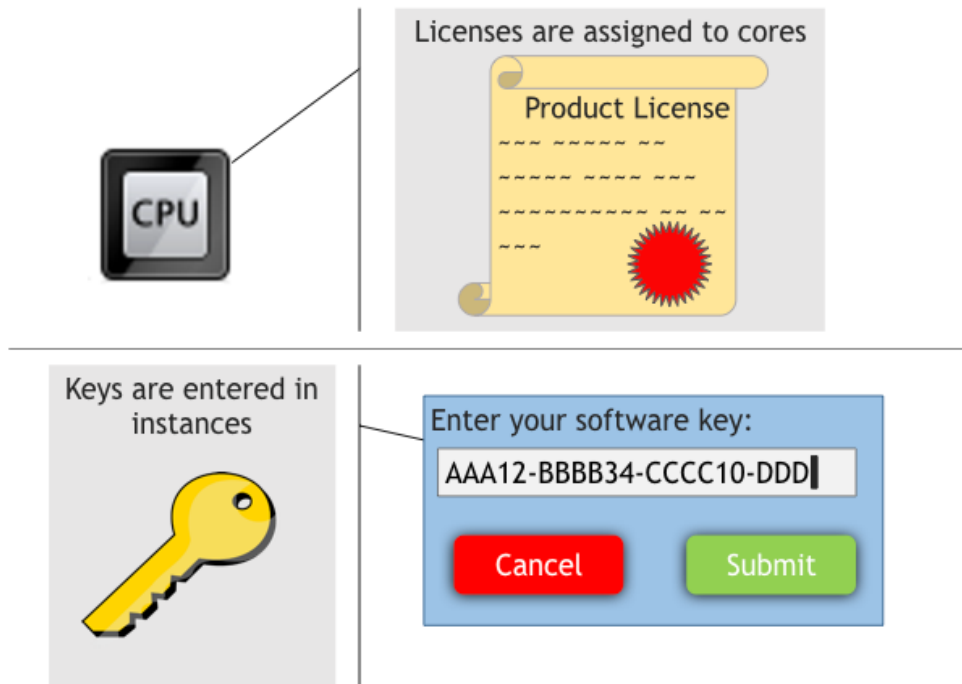 Licenses are assigned to cores
Product License
~~~ ~~~~~ ~~
~~~~~ ~~~~ ~~~
~~~~~~~~~~ ~~ ~~
~~~
CPU
Keys are entered in
instances
Enter your software key:
AAA12-BBBB34-CCCC10-DDD
Cancel
Submit